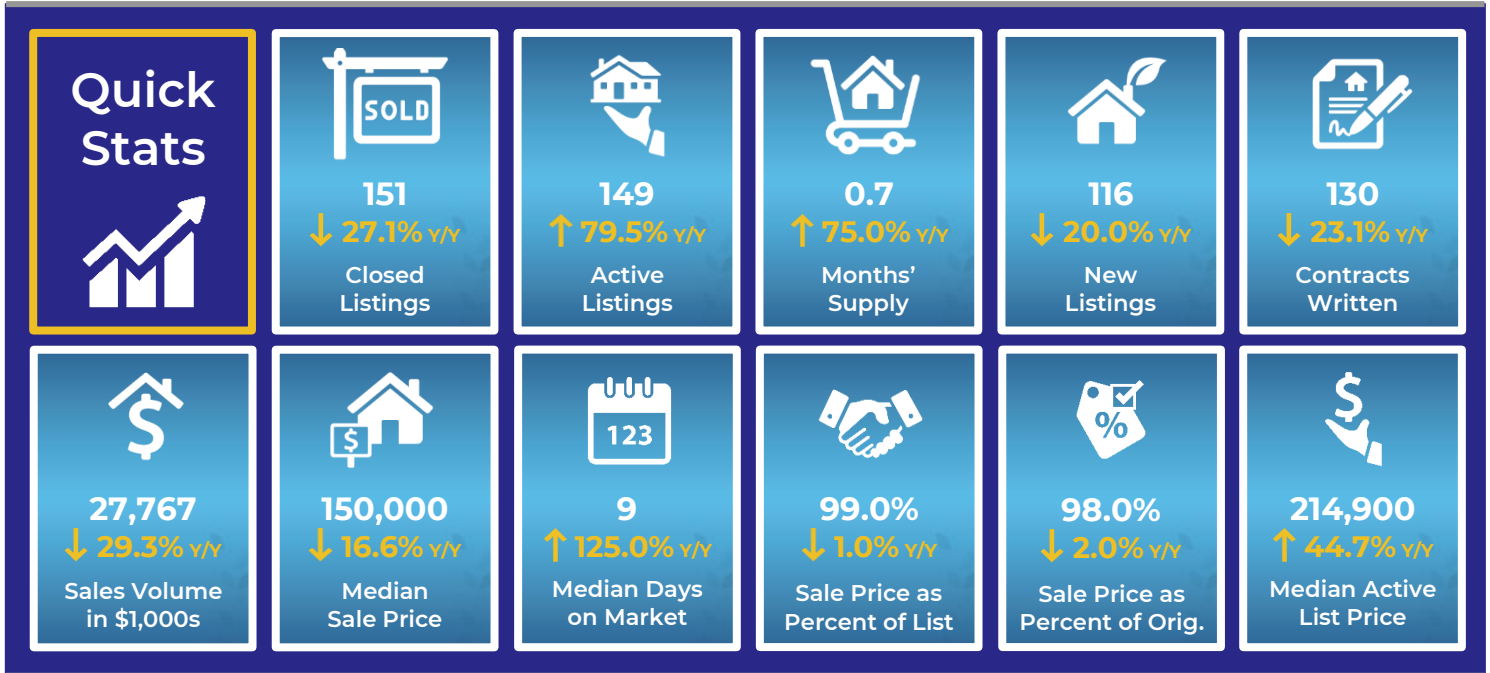 Quick
Stats
SOLD
151
↓ 27.1% Y/Y
Closed
Listings
149
↑ 79.5% Y/Y
Active
Listings
0.7
↑ 75.0% Y/Y
Months’
Supply
116
↓ 20.0% Y/Y
New
Listings
130
↓ 23.1% Y/Y
Contracts
Written
$
27,767
↓ 29.3% Y/Y
Sales Volume
in $1,000s
$
150,000
↓ 16.6% Y/Y
Median
Sale Price
123
9
↑ 125.0% Y/Y
Median Days
on Market
99.0%
↓ 1.0% Y/Y
Sale Price as
Percent of List
%
98.0%
↓ 2.0% Y/Y
Sale Price as
Percent of Orig.
$
214,900
↑ 44.7% Y/Y
Median Active
List Price